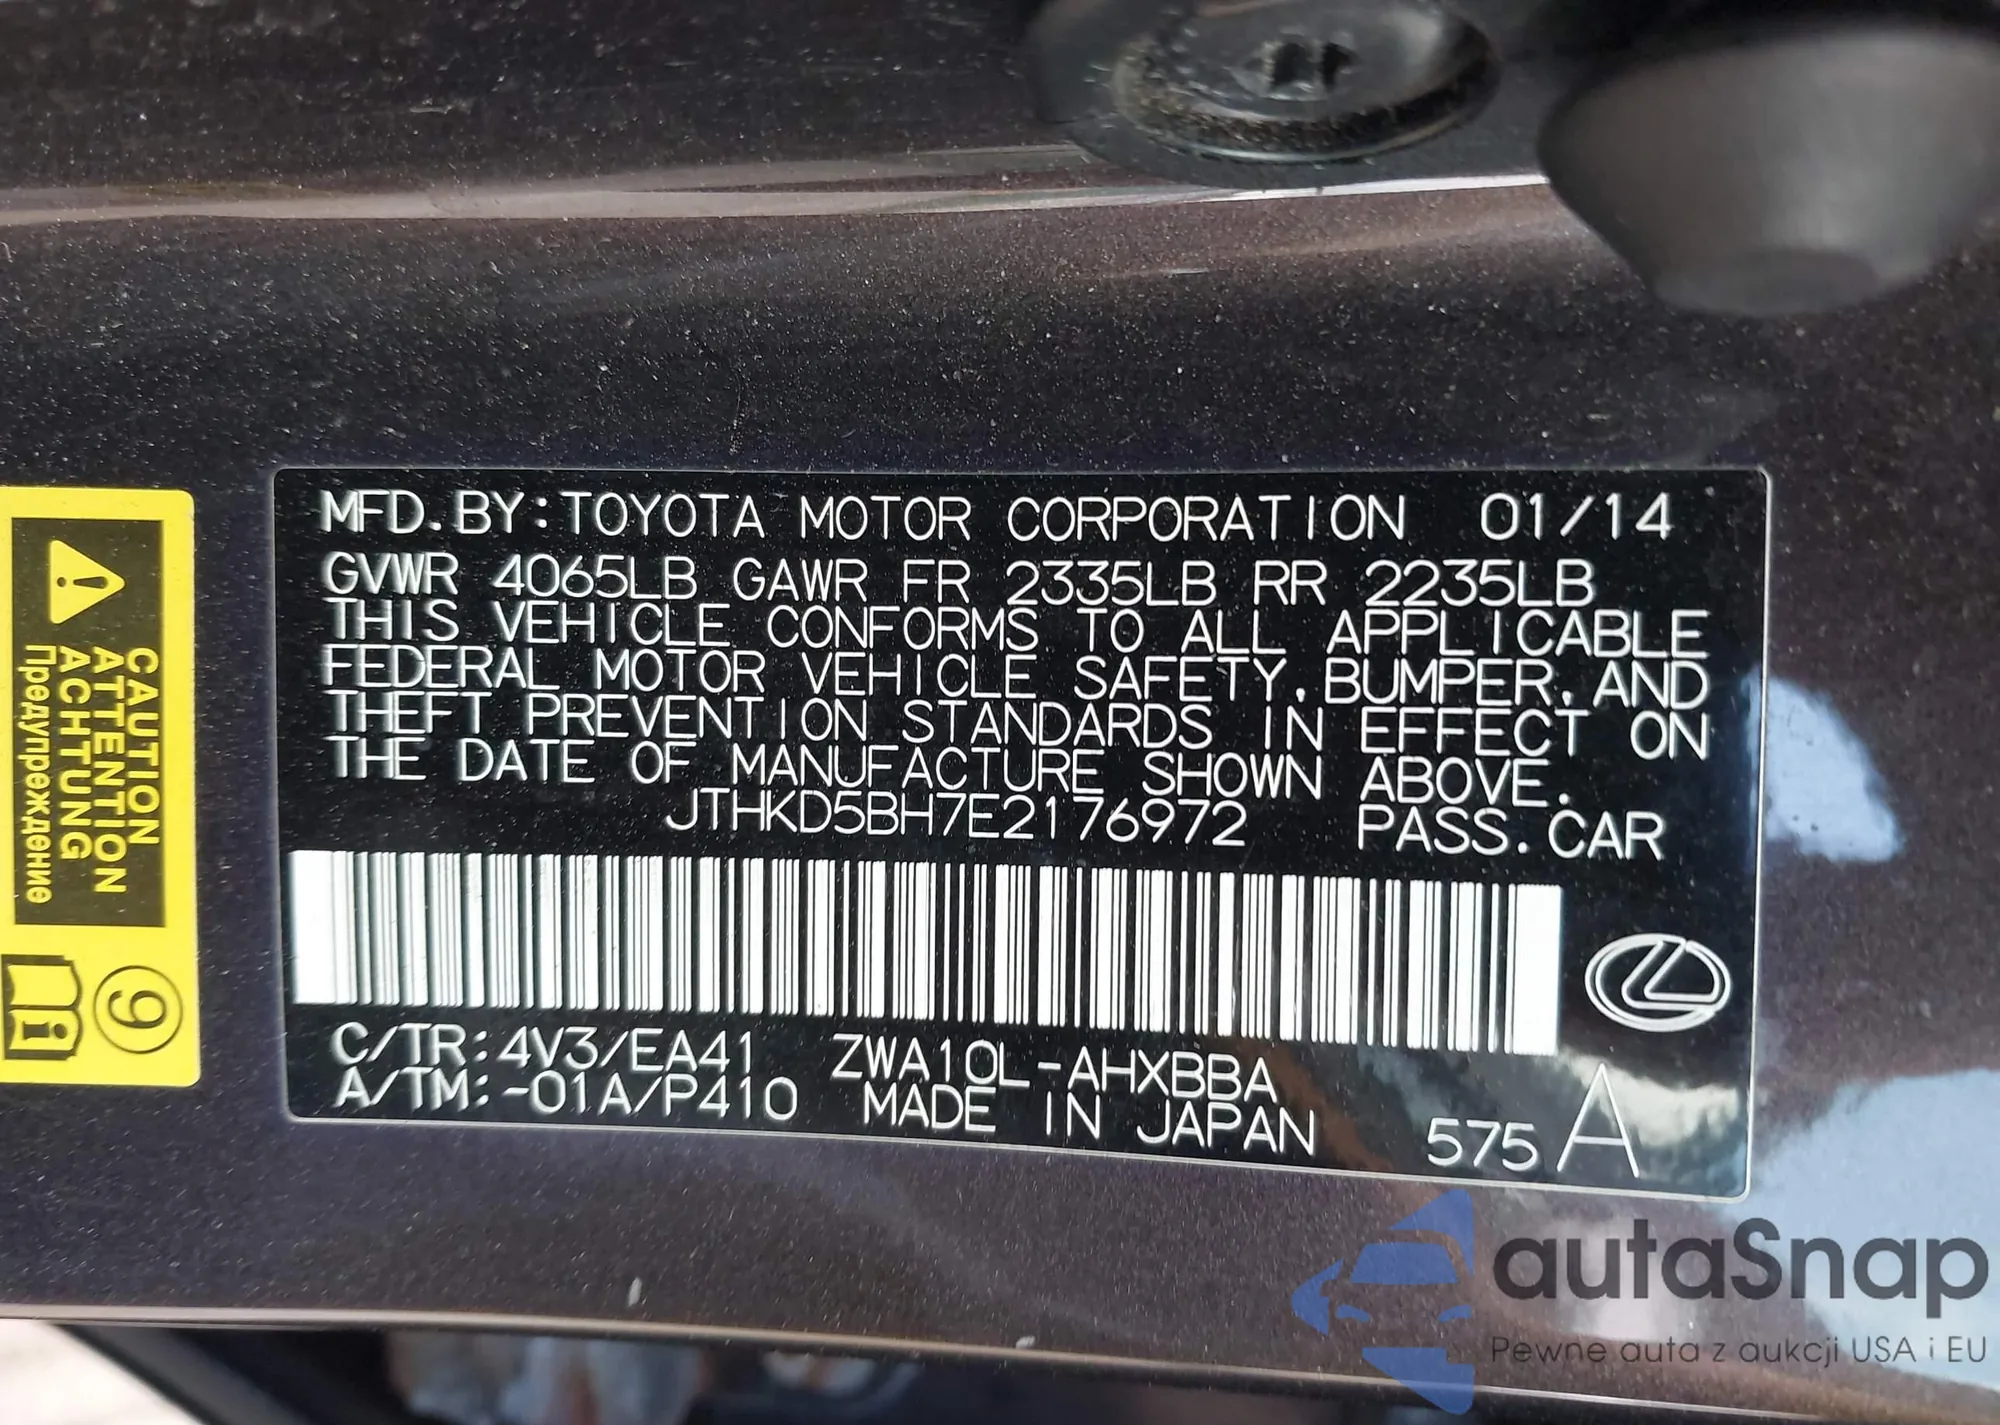 MFD.BY:TOYOTA MOTOR CORPORATION 01/14
GVWR 4065LB GAWR FR 2335LB RR 2235LB
THIS VEHICLE CONFORMS TO ALL APPLICABLE
FEDERAL MOTOR VEHICLE SAFETY, BUMPER, AND
THEFT PREVENTION STANDARDS IN EFFECT ON
THE DATE OF MANUFACTURE SHOWN ABOVE.
JTHKD5BH7E2176972 PASS.CAR
C/TR:4V3/EA41 ZWA10L-AHXBBA
A/TM:-01A/P410 MADE IN JAPAN 575 A
CAUTION
ATTENTION
ACHTUNG
Предупреждение
9
i
autaSnap
Pewne auta z aukcji USA i EU